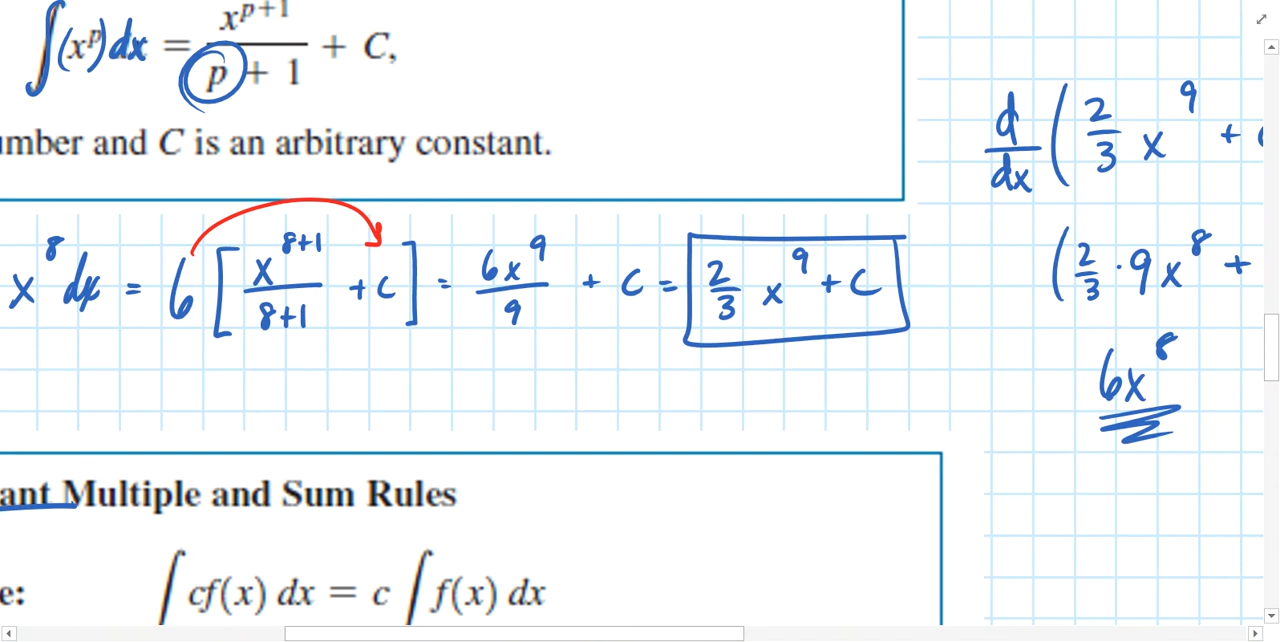 ∫(x^p)dx = x^{p+1}/(p + 1) + C,
umber and C is an arbitrary constant.
d/dx (2/3 x^9 +
x^8 dx = 6 [x^{8+1}/(8+1) + C] = 6x^9/9 + C = 2/3 x^9 + C
(2/3 · 9x^8 +
6x^8
ant Multiple and Sum Rules
e: ∫ cf(x) dx = c ∫ f(x) dx